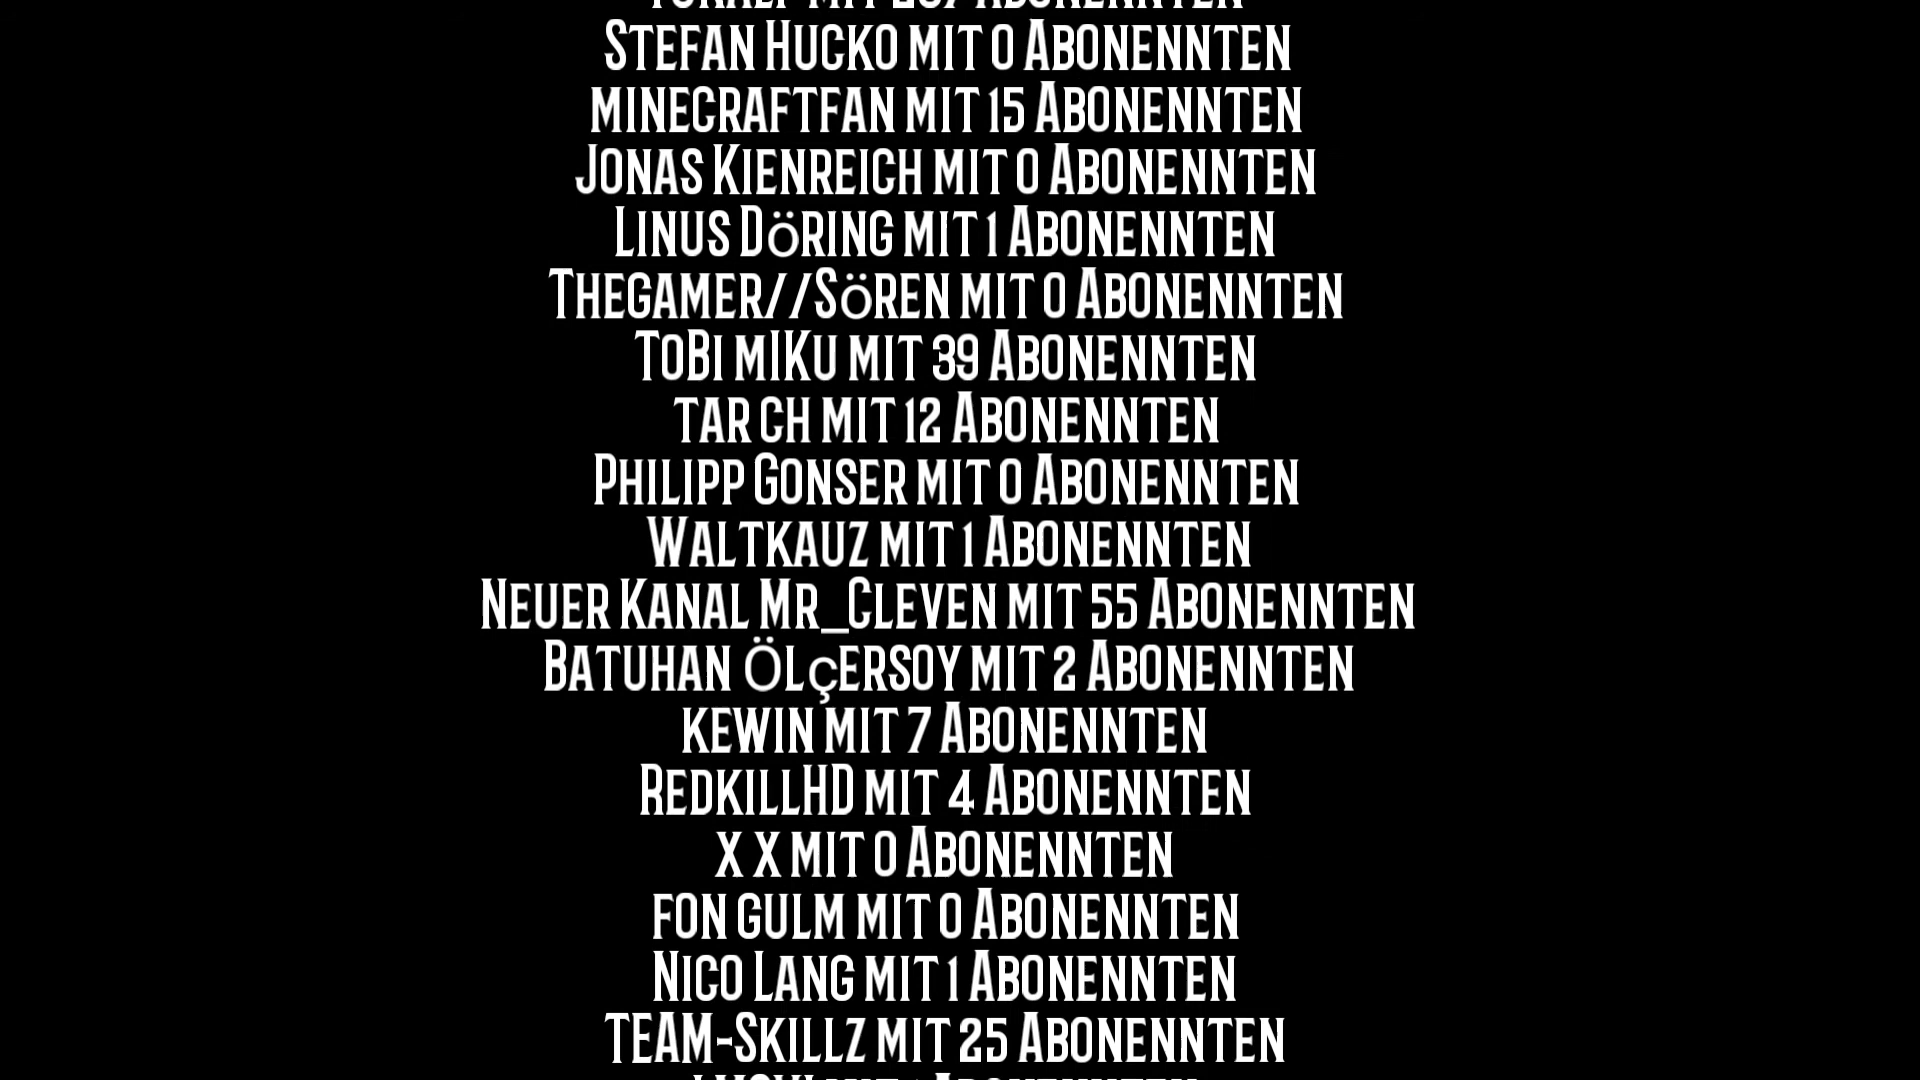 Stefan Hucko mit 0 Abonennten
minecraftfan mit 15 Abonennten
Jonas Kienreich mit 0 Abonennten
Linus Döring mit 1 Abonennten
Thegamer//Sören mit 0 Abonennten
ToBi mIKu mit 39 Abonennten
tar ch mit 12 Abonennten
Philipp Gonser mit 0 Abonennten
Waltkauz mit 1 Abonennten
Neuer Kanal Mr_Cleven mit 55 Abonennten
Batuhan Ölçersoy mit 2 Abonennten
kewin mit 7 Abonennten
RedkillHD mit 4 Abonennten
x x mit 0 Abonennten
fon gulm mit 0 Abonennten
Nico Lang mit 1 Abonennten
TEAM-Skillz mit 25 Abonennten